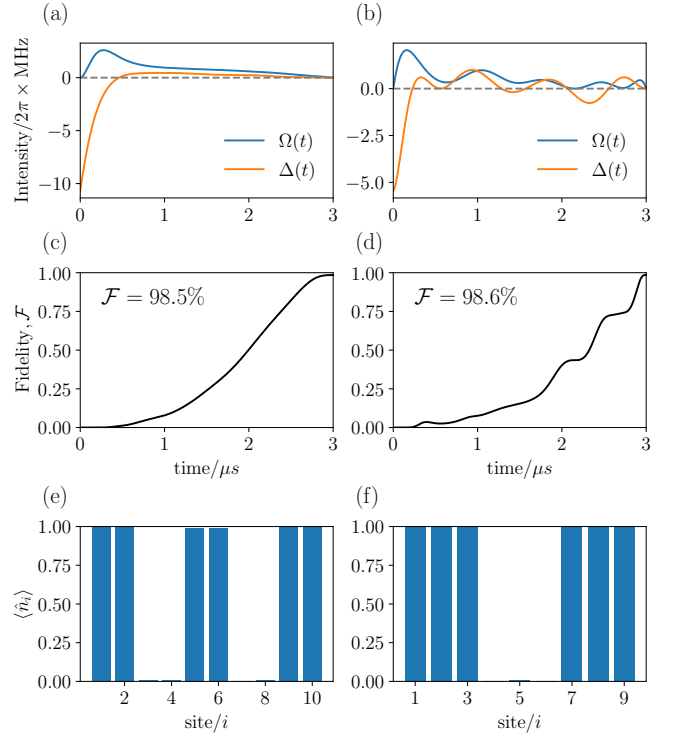 (a) (b)
Intensity/2π × MHz
0
−5
−10
Ω(t)
Δ(t)
0 1 2 3
0.0
−2.5
−5.0
Ω(t)
Δ(t)
0 1 2 3
(c) (d)
Fidelity, ℱ
1.00
0.75
0.50
0.25
0.00
ℱ = 98.5%
0 1 2 3
time/μs
1.00
0.75
0.50
0.25
0.00
ℱ = 98.6%
0 1 2 3
time/μs
(e) (f)
⟨n̂ᵢ⟩
1.00
0.75
0.50
0.25
0.00
2 4 6 8 10
site/i
1.00
0.75
0.50
0.25
0.00
1 3 5 7 9
site/i